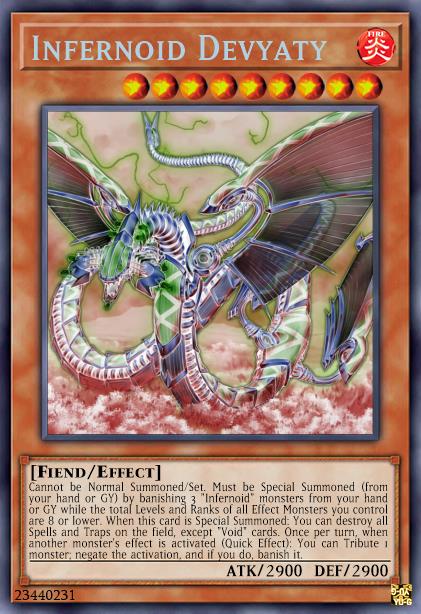 Infernoid Devyaty
FIRE
炎
[Fiend/Effect]
Cannot be Normal Summoned/Set. Must be Special Summoned (from
your hand or GY) by banishing 3 "Infernoid" monsters from your hand
or GY while the total Levels and Ranks of all Effect Monsters you control
are 8 or lower. When this card is Special Summoned: You can destroy all
Spells and Traps on the field, except "Void" cards. Once per turn, when
another monster's effect is activated (Quick Effect): You can Tribute 1
monster; negate the activation, and if you do, banish it.
ATK/2900 DEF/2900
23440231